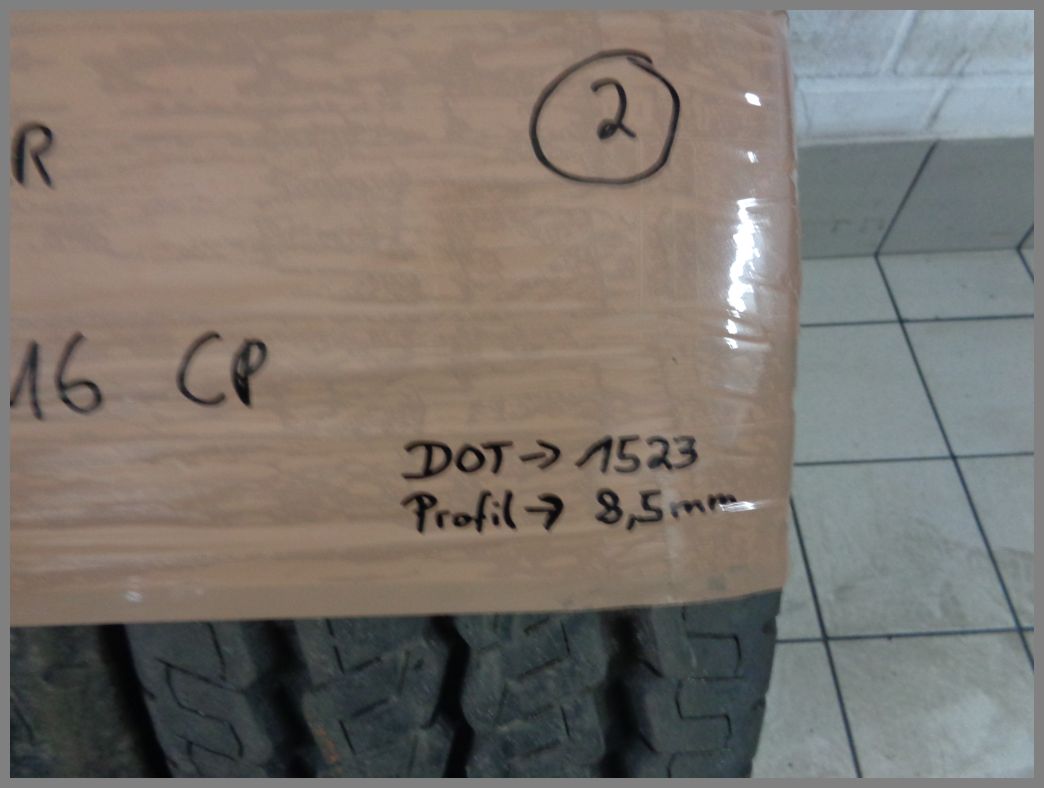 2
R
16 CP
DOT → 1523
Profil → 8,5mm